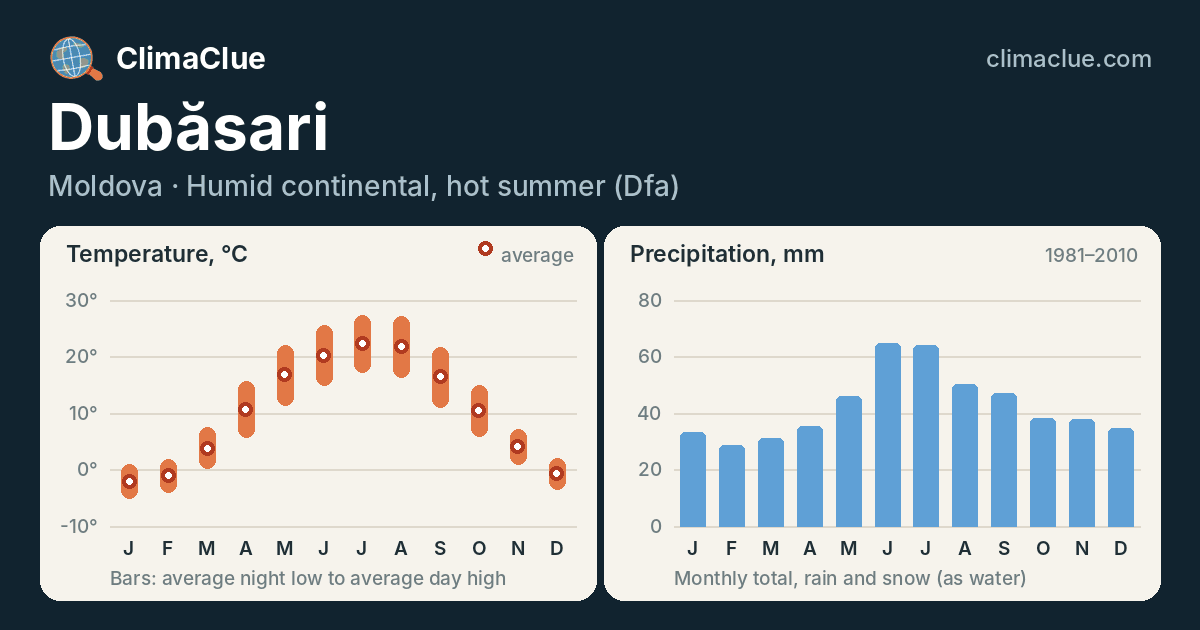 ClimaClue
climaclue.com
Dubăsari
Moldova · Humid continental, hot summer (Dfa)
Temperature, °C
average
30°
20°
10°
0°
-10°
J F M A M J J A S O N D
Bars: average night low to average day high
Precipitation, mm
1981–2010
80
60
40
20
0
J F M A M J J A S O N D
Monthly total, rain and snow (as water)